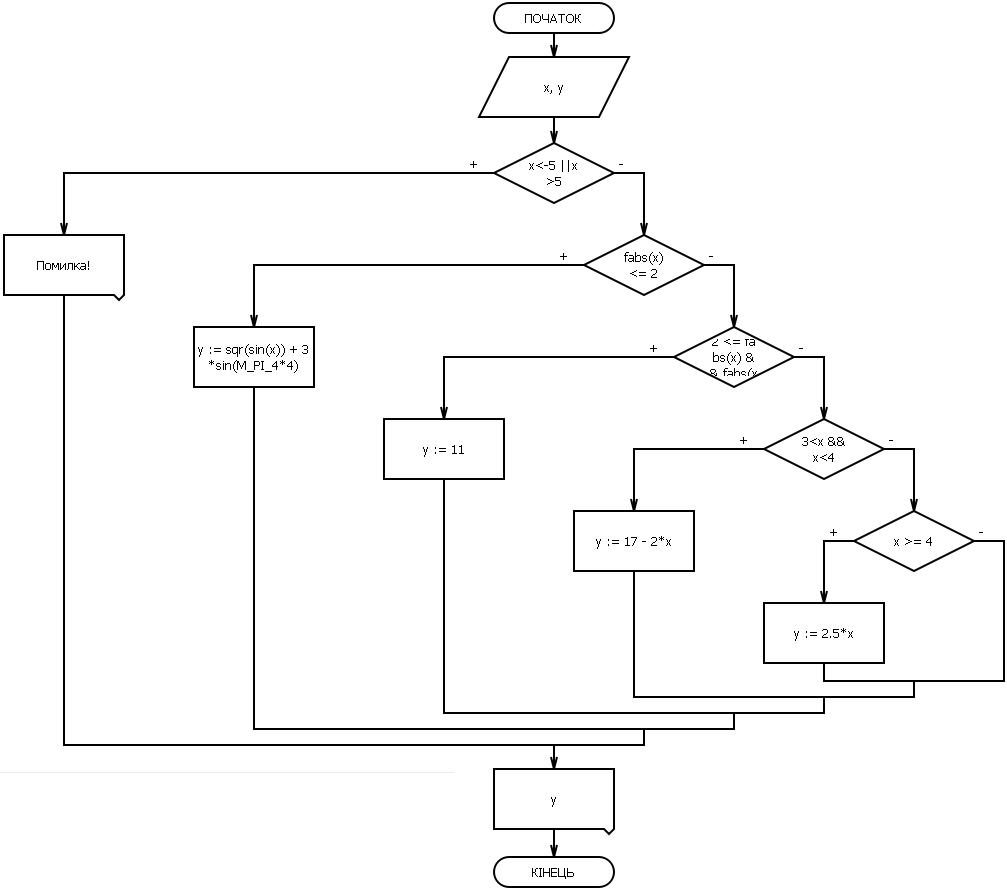 ПОЧАТОК
x, y
+
-
x<-5 ||x
>5
+
-
fabs(x)
<= 2
Помилка!
+
-
y := sqr(sin(x)) + 3
*sin(M_PI_4*4)
2 <= fa
bs(x) &
& fabs(x
+
-
y := 11
3<x &&
x<4
+
-
y := 17 - 2*x
x >= 4
y := 2.5*x
y
КІНЕЦЬ